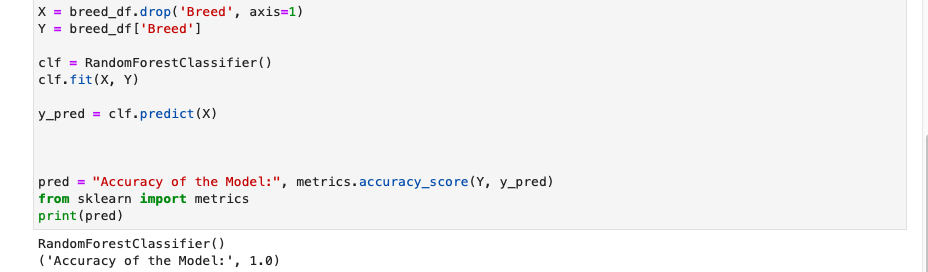 X = breed_df.drop('Breed', axis=1)
Y = breed_df['Breed']
clf = RandomForestClassifier()
clf.fit(X, Y)
y_pred = clf.predict(X)
pred = "Accuracy of the Model:", metrics.accuracy_score(Y, y_pred)
from sklearn import metrics
print(pred)
RandomForestClassifier()
('Accuracy of the Model:', 1.0)